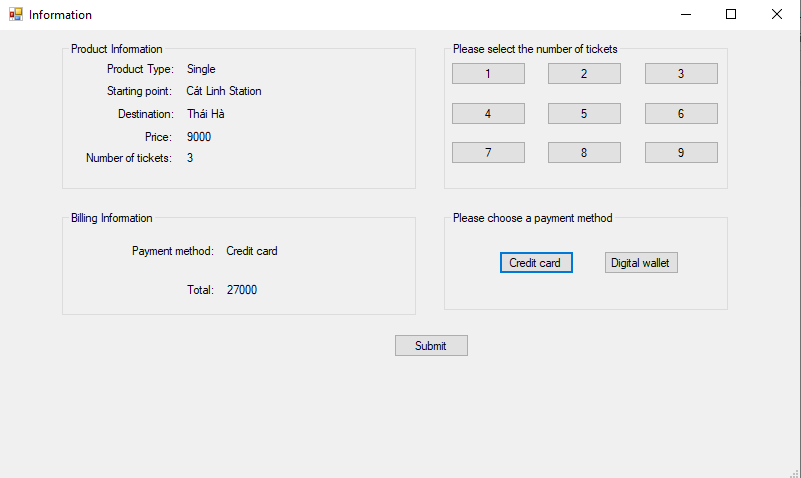 Information
Product Information
Product Type: Single
Starting point: Cát Linh Station
Destination: Thái Hà
Price: 9000
Number of tickets: 3
Please select the number of tickets
1 2 3
4 5 6
7 8 9
Billing Information
Payment method: Credit card
Total: 27000
Please choose a payment method
Credit card Digital wallet
Submit